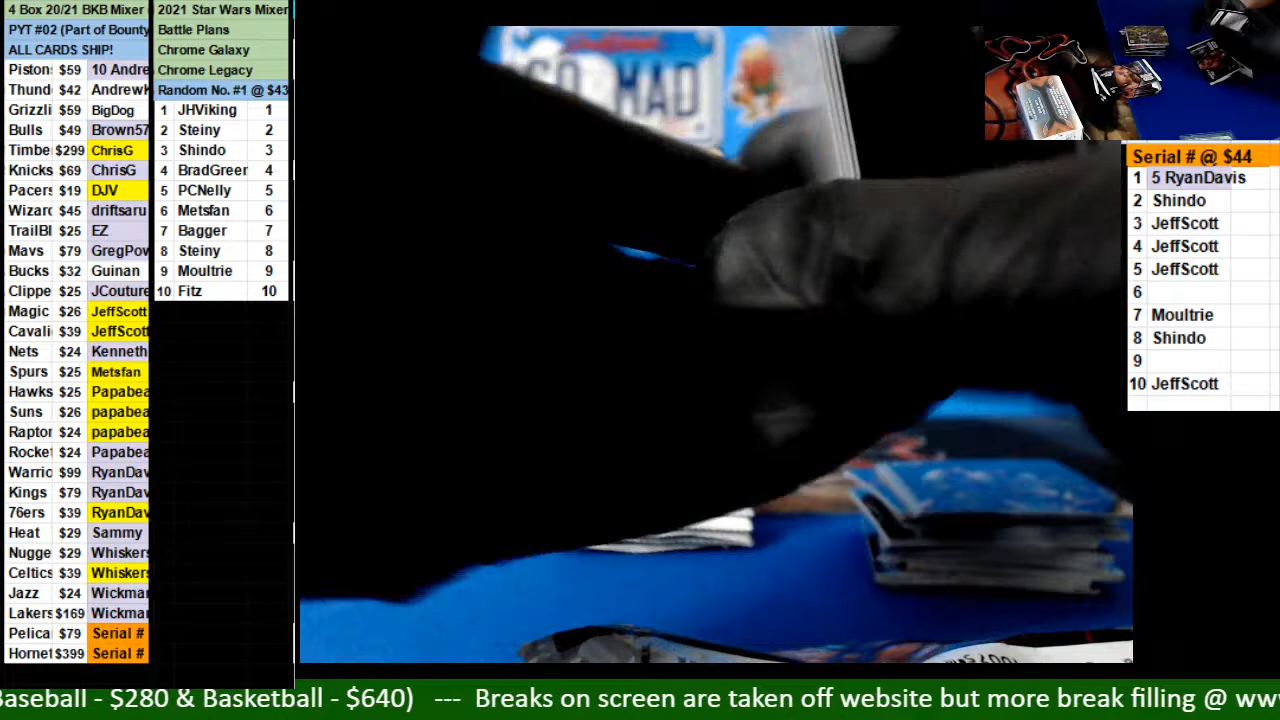 4 Box 20/21 BKB Mixer
PYT #02 (Part of Bounty
ALL CARDS SHIP!
Piston: $59 10 Andre
Thund $42 AndrewK
Grizzli $59 BigDog
Bulls $49 Brown57
Timbe $299 ChrisG
Knicks $69 ChrisG
Pacers $19 DJV
Wizard $45 driftsaru
TrailBl $25 EZ
Mavs $79 GregPow
Bucks $32 Guinan
Clippe $25 JCouture
Magic $26 JeffScott
Cavali $39 JeffScott
Nets $24 Kenneth
Spurs $25 Metsfan
Hawks $25 Papabea
Suns $26 papabea
Raptor $24 papabea
Rocket $24 Papabea
Warrio $99 RyanDav
Kings $79 RyanDav
76ers $39 RyanDav
Heat $29 Sammy
Nugge $29 Whiskers
Celtics $39 Whiskers
Jazz $24 Wickmar
Lakers $169 Wickmar
Pelica $79 Serial #
Hornet $399 Serial #
2021 Star Wars Mixer
Battle Plans
Chrome Galaxy
Chrome Legacy
Random No. #1 @ $43
1 JHViking 1
2 Steiny 2
3 Shindo 3
4 BradGreer 4
5 PCNelly 5
6 Metsfan 6
7 Bagger 7
8 Steiny 8
9 Moultrie 9
10 Fitz 10
GO MAD
Serial # @ $44
1 5 RyanDavis
2 Shindo
3 JeffScott
4 JeffScott
5 JeffScott
6
7 Moultrie
8 Shindo
9
10 JeffScott
Baseball - $280 & Basketball - $640) --- Breaks on screen are taken off website but more break filling @ ww